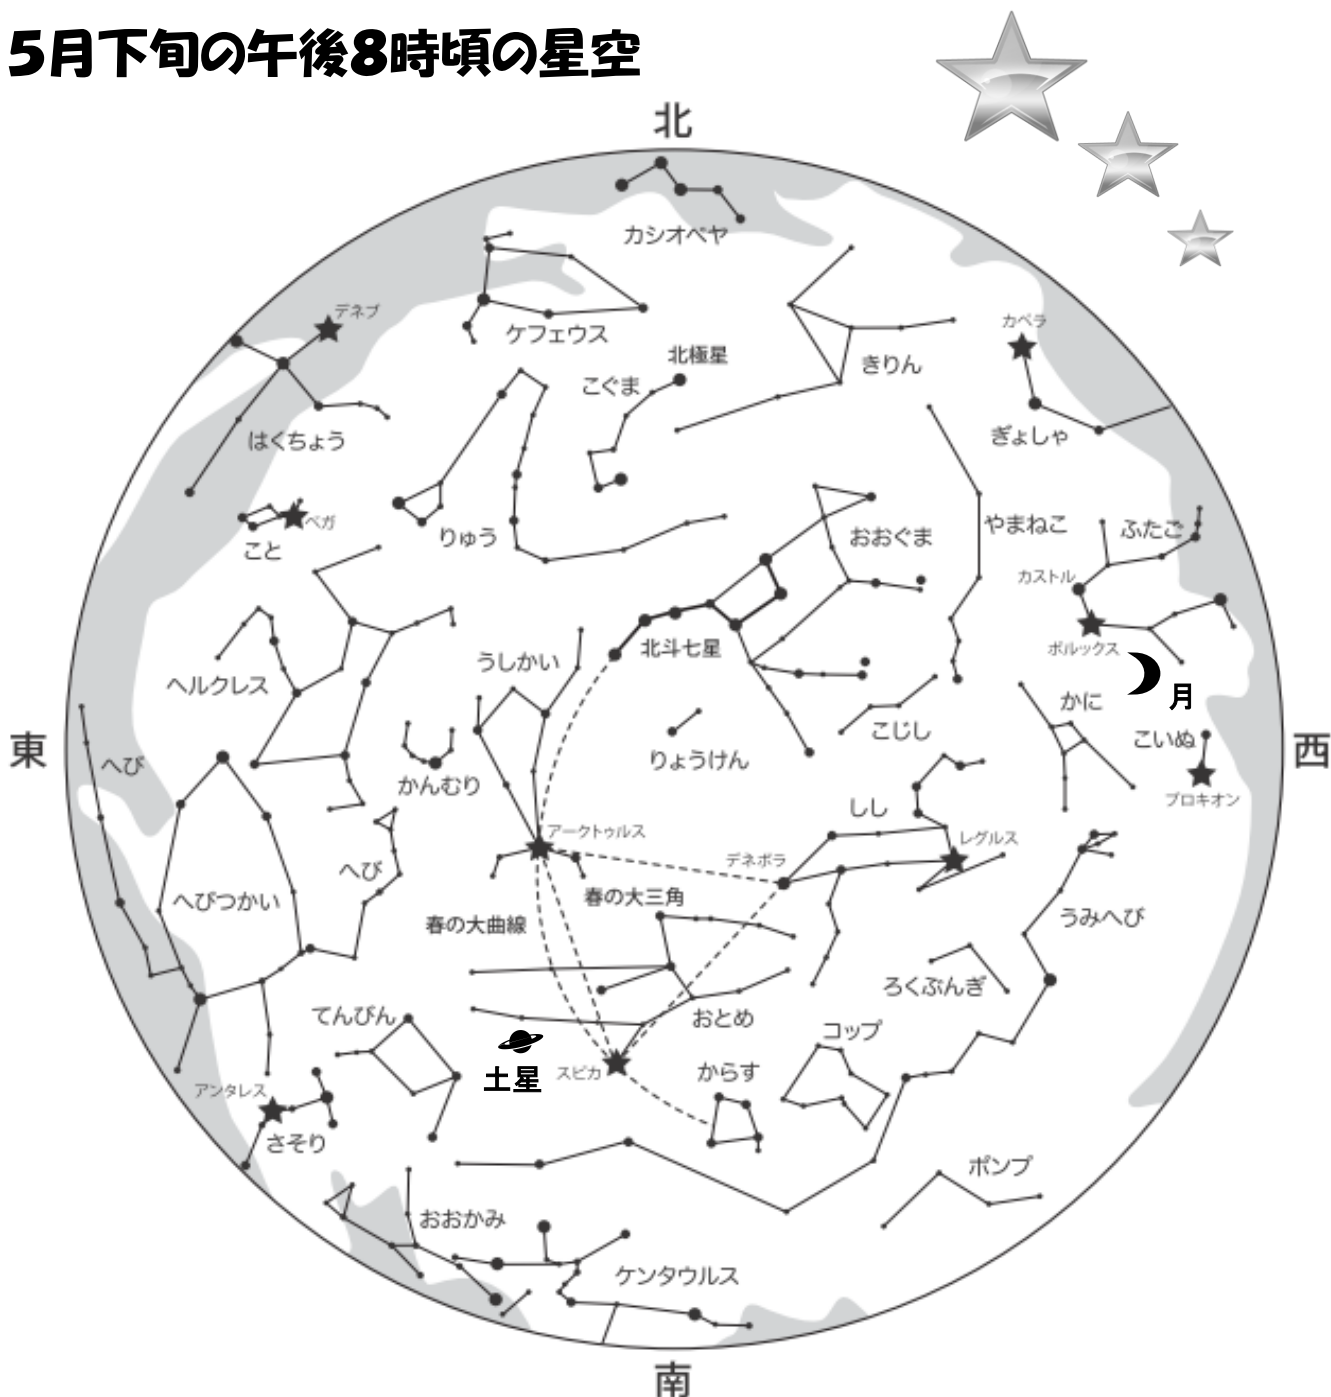 5月下旬の午後8時頃の星空
北
カシオペヤ
デネブ
ケフェウス
カペラ
北極星
きりん
こぐま
はくちょう
ぎょしゃ
ベガ
こと
りゅう
おおぐま
やまねこ
ふたご
カストル
北斗七星
ポルックス
うしかい
ヘルクレス
月
かに
こじし
こいぬ
東
西
へび
りょうけん
かんむり
プロキオン
しし
アークトゥルス
レグルス
デネボラ
へび
春の大三角
へびつかい
春の大曲線
うみへび
ろくぶんぎ
てんびん
おとめ
コップ
土星
スピカ
からす
アンタレス
さそり
ポンプ
おおかみ
ケンタウルス
南